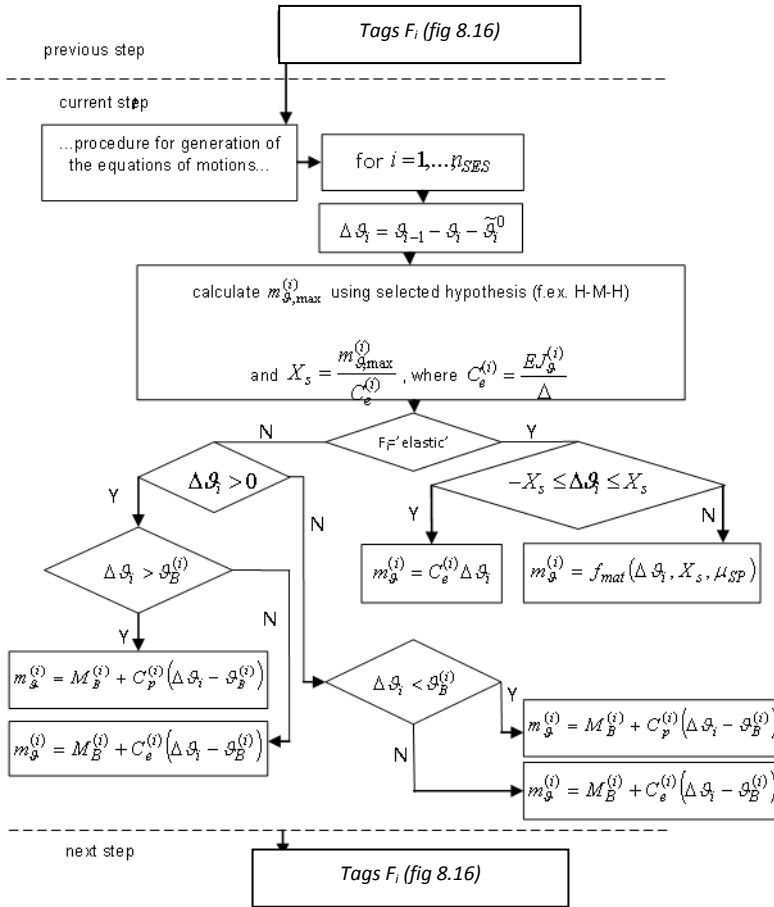 Tags Fᵢ (fig 8.16)
previous step
current step
...procedure for generation of
the equations of motions...
for i = 1,...,n_SES
Δϑᵢ = ϑᵢ₋₁ − ϑᵢ − ϑ̃ᵢ⁰
calculate m_ϑ,max^(i) using selected hypothesis (f.ex. H-M-H)
and X_s = m_ϑ,max^(i) / C_e^(i) , where C_e^(i) = EJ_ϑ^(i) / Δ
N
Fᵢ='elastic'
Y
Δϑᵢ > 0
−X_s ≤ Δϑᵢ ≤ X_s
Y
N
Y
N
Δϑᵢ > ϑ_B^(i)
m_ϑ^(i) = C_e^(i) Δϑᵢ
m_ϑ^(i) = f_mat(Δϑᵢ, X_s, μ_SP)
N
Y
m_ϑ^(i) = M_B^(i) + C_p^(i)(Δϑᵢ − ϑ_B^(i))
Δϑᵢ < ϑ_B^(i)
Y
m_ϑ^(i) = M_B^(i) + C_e^(i)(Δϑᵢ − ϑ_B^(i))
m_ϑ^(i) = M_B^(i) + C_p^(i)(Δϑᵢ − ϑ_B^(i))
N
m_ϑ^(i) = M_B^(i) + C_e^(i)(Δϑᵢ − ϑ_B^(i))
next step
Tags Fᵢ (fig 8.16)